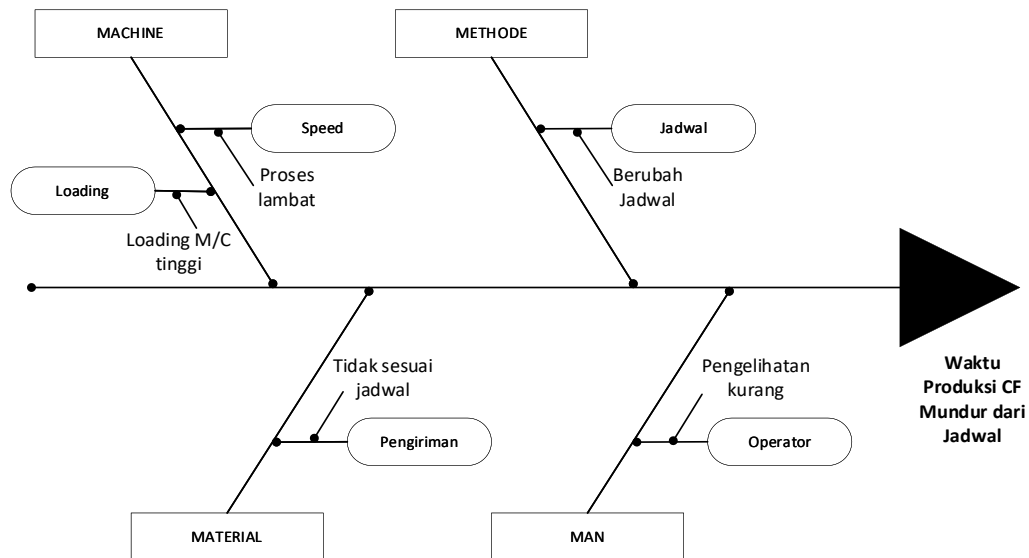 MACHINE
METHODE
Speed
Jadwal
Proses
lambat
Berubah
Jadwal
Loading
Loading M/C
tinggi
Tidak sesuai
jadwal
Pengelihatan
kurang
Waktu
Produksi CF
Mundur dari
Jadwal
Pengiriman
Operator
MATERIAL
MAN